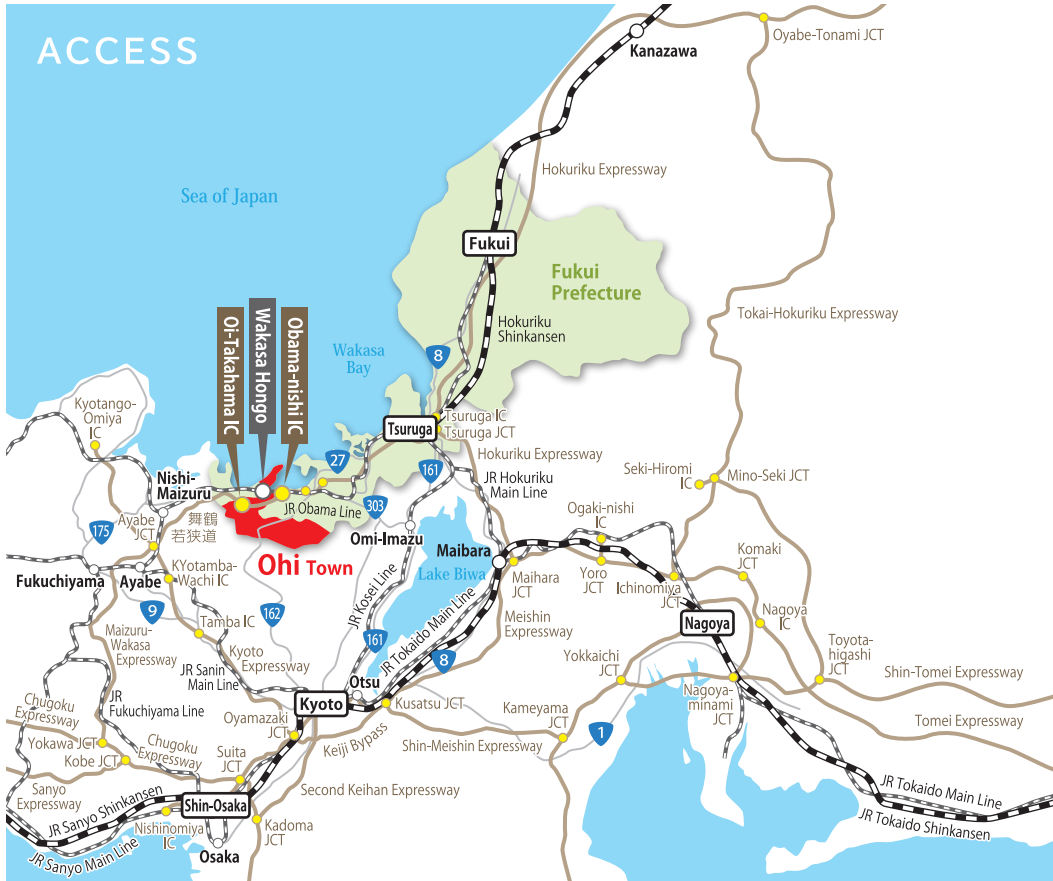 ACCESS
Oyabe-Tonami JCT
Kanazawa
Hokuriku Expressway
Sea of Japan
Fukui
Fukui
Prefecture
Tokai-Hokuriku Expressway
Hokuriku
Shinkansen
Oi-Takahama IC
Wakasa Hongo
Obama-nishi IC
Wakasa
Bay
8
Kyotango-
Omiya
IC
Tsuruga IC
Tsuruga
Tsuruga JCT
27
Hokuriku Expressway
161
Nishi-
Maizuru
JR Hokuriku
Main Line
Seki-Hiromi
IC
Mino-Seki JCT
303
JR Obama Line
175
Ayabe
JCT
舞鶴
若狭道
Ogaki-nishi
IC
Omi-Imazu
Maibara
Lake Biwa
Komaki
JCT
Ohi Town
Fukuchiyama
Ayabe
KYotamba-
Wachi IC
Maihara
JCT
Yoro
JCT
Ichinomiya
JCT
JR Kosei Line
9
162
Tamba IC
Meishin
Expressway
Nagoya
Nagoya
IC
Maizuru-
Wakasa
Expressway
Kyoto
Expressway
161
JR Tokaido Main Line
8
Toyota-
higashi
JCT
JR Sanin
Main Line
Yokkaichi
JCT
Shin-Tomei Expressway
Otsu
JR
Fukuchiyama Line
Kyoto
Kusatsu JCT
Nagoya-
minami
JCT
Chugoku
Expressway
Oyamazaki
JCT
Kameyama
JCT
Tomei Expressway
1
Keiji Bypass
Shin-Meishin Expressway
Yokawa JCT
Chugoku
Expressway
Suita
JCT
Kobe JCT
Second Keihan Expressway
JR Tokaido Main Line
Sanyo
Expressway
JR Sanyo Shinkansen
Shin-Osaka
JR Tokaido Shinkansen
Nishinomiya
IC
Kadoma
JCT
JR Sanyo Main Line
Osaka